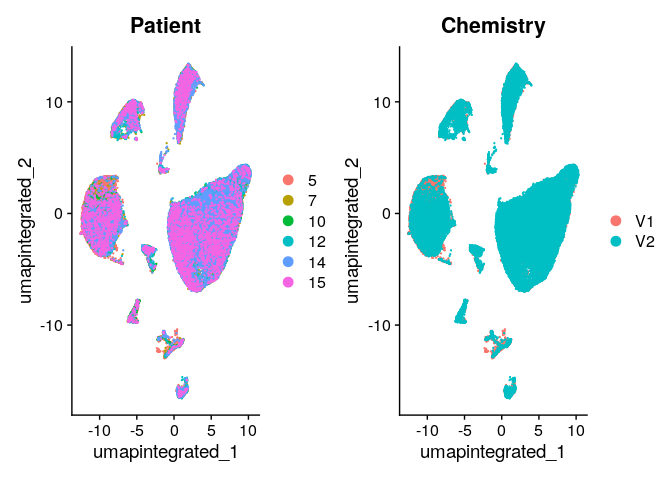 Patient
10
0
-10
umapintegrated_2
-10 -5 0 5 10
umapintegrated_1
5
7
10
12
14
15
Chemistry
10
0
-10
umapintegrated_2
-10 -5 0 5 10
umapintegrated_1
V1
V2